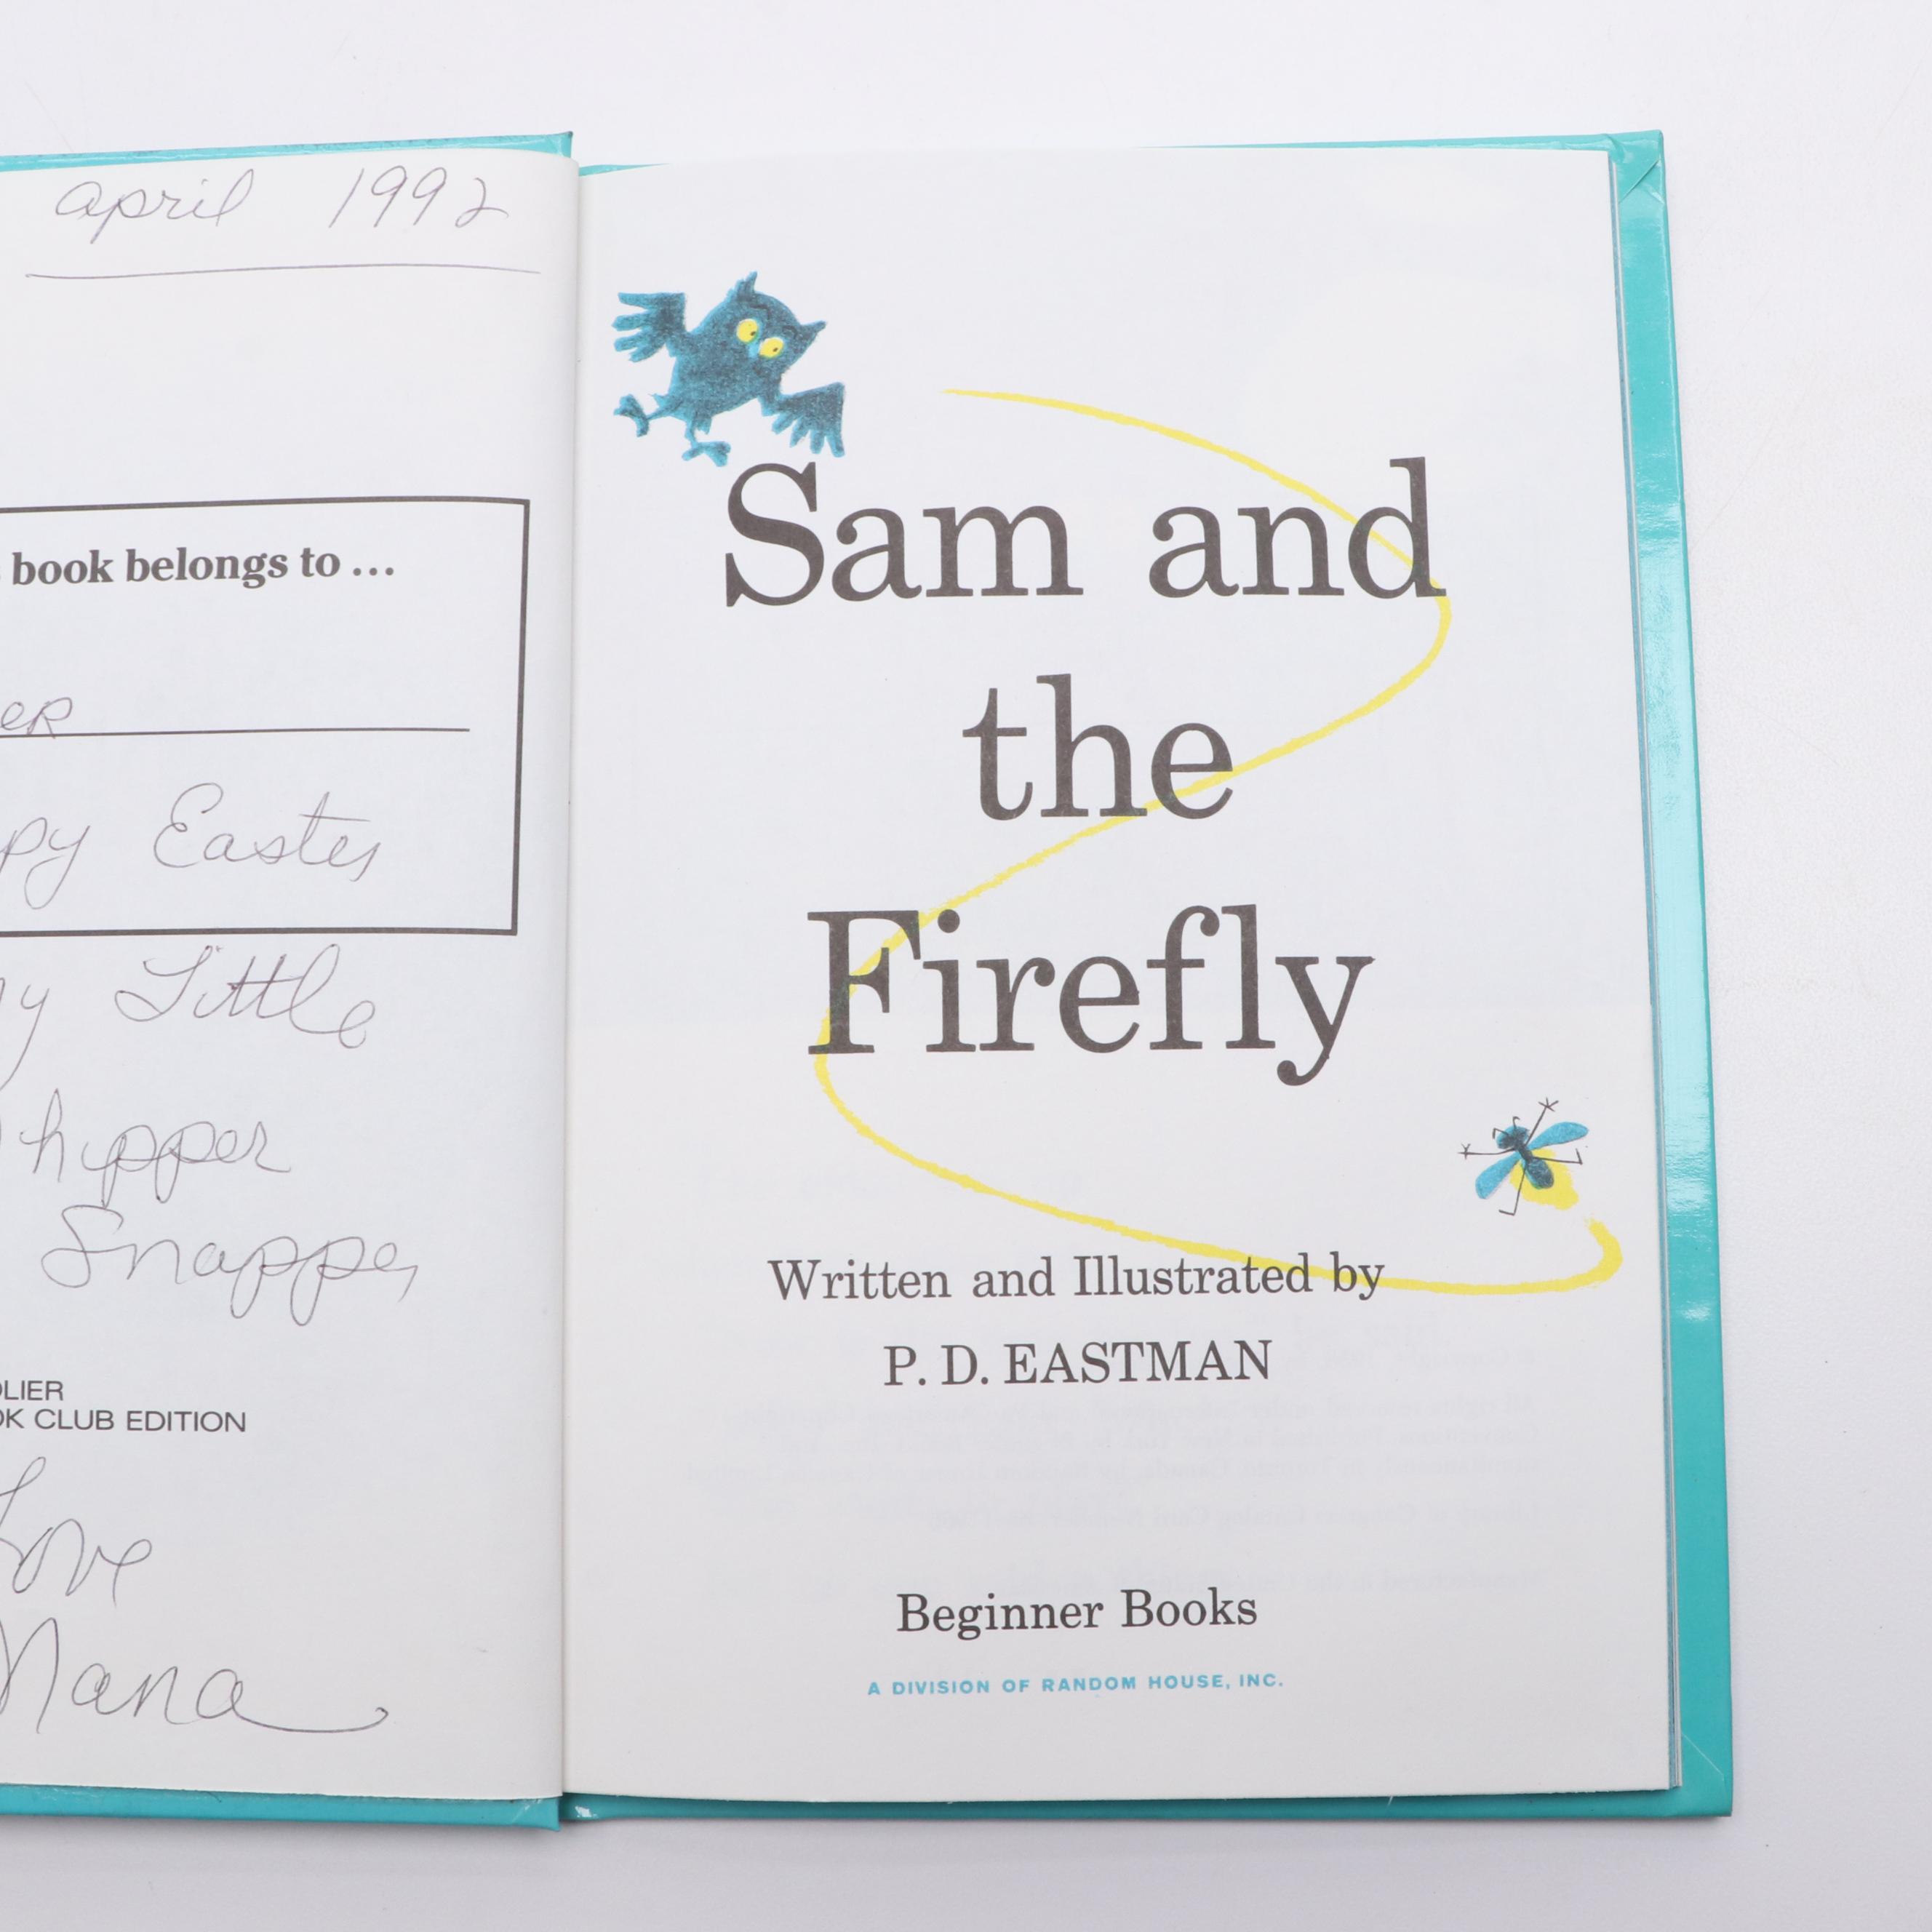 april 1992
book belongs to ...
ER
py Easter
y Little
hipper
Snapper
OLIER
OK CLUB EDITION
Love
Nana
Sam and
the
Firefly
Written and Illustrated by
P. D. EASTMAN
Beginner Books
A DIVISION OF RANDOM HOUSE, INC.